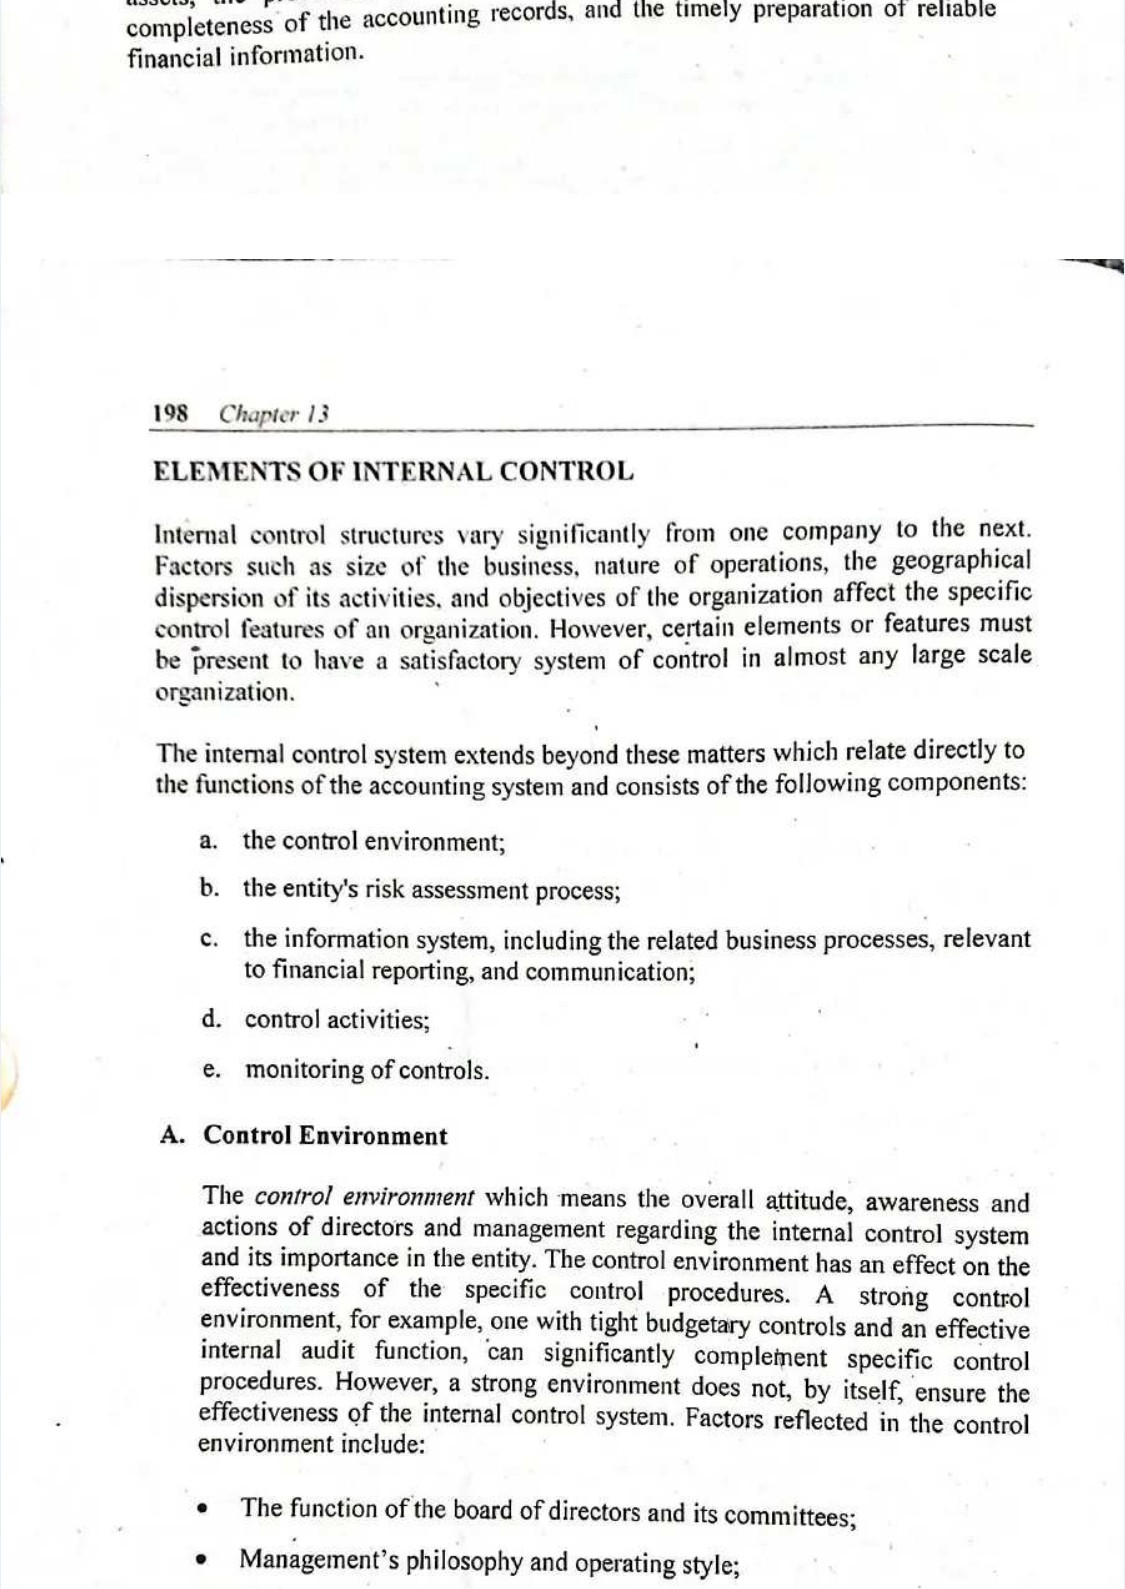 completeness of the accounting records, and the timely preparation of reliable
financial information.
198 Chapter 13
ELEMENTS OF INTERNAL CONTROL
Internal control structures vary significantly from one company to the next.
Factors such as size of the business, nature of operations, the geographical
dispersion of its activities, and objectives of the organization affect the specific
control features of an organization. However, certain elements or features must
be present to have a satisfactory system of control in almost any large scale
organization.
The internal control system extends beyond these matters which relate directly to
the functions of the accounting system and consists of the following components:
a. the control environment;
b. the entity's risk assessment process;
c. the information system, including the related business processes, relevant
to financial reporting, and communication;
d. control activities;
e. monitoring of controls.
A. Control Environment
The control environment which means the overall attitude, awareness and
actions of directors and management regarding the internal control system
and its importance in the entity. The control environment has an effect on the
effectiveness of the specific control procedures. A strong control
environment, for example, one with tight budgetary controls and an effective
internal audit function, can significantly complement specific control
procedures. However, a strong environment does not, by itself, ensure the
effectiveness of the internal control system. Factors reflected in the control
environment include:
• The function of the board of directors and its committees;
• Management's philosophy and operating style;